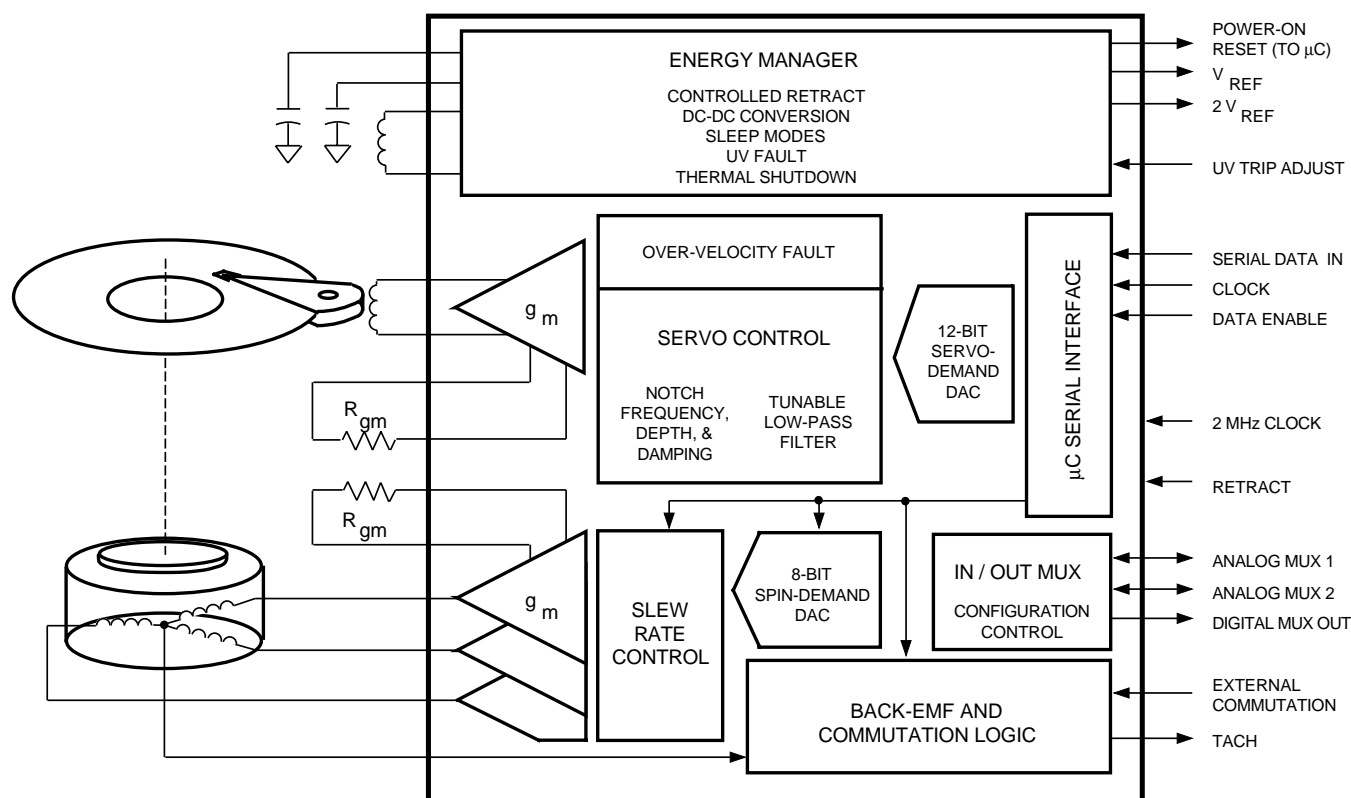 POWER-ON
RESET (TO µC)
V REF
2 V REF
UV TRIP ADJUST
ENERGY MANAGER
CONTROLLED RETRACT
DC-DC CONVERSION
SLEEP MODES
UV FAULT
THERMAL SHUTDOWN
OVER-VELOCITY FAULT
SERVO CONTROL
NOTCH
FREQUENCY,
DEPTH, &
DAMPING
TUNABLE
LOW-PASS
FILTER
12-BIT
SERVO-
DEMAND
DAC
µC SERIAL INTERFACE
SERIAL DATA IN
CLOCK
DATA ENABLE
2 MHz CLOCK
RETRACT
g m
R gm
R gm
g m
SLEW
RATE
CONTROL
8-BIT
SPIN-DEMAND
DAC
IN / OUT MUX
CONFIGURATION
CONTROL
ANALOG MUX 1
ANALOG MUX 2
DIGITAL MUX OUT
BACK-EMF AND
COMMUTATION LOGIC
EXTERNAL
COMMUTATION
TACH